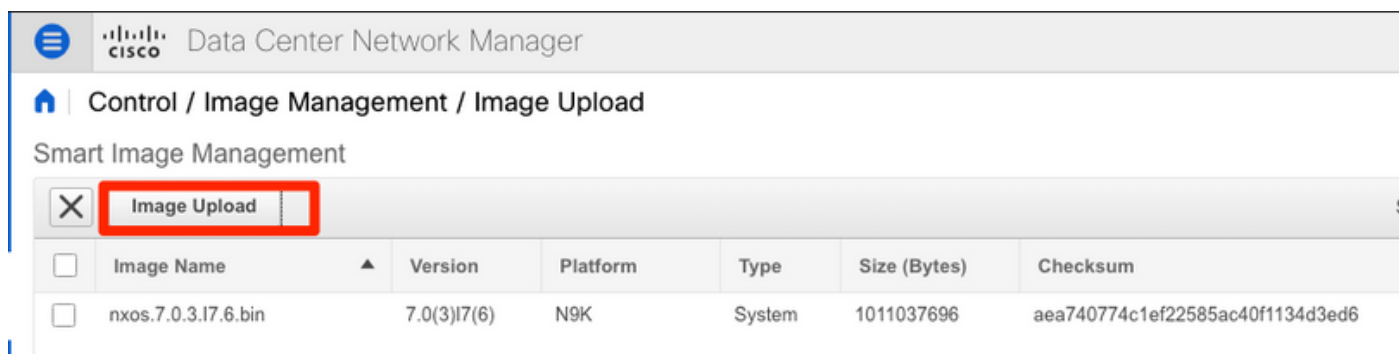 cisco Data Center Network Manager
Control / Image Management / Image Upload
Smart Image Management
Image Upload
Image Name Version Platform Type Size (Bytes) Checksum
nxos.7.0.3.I7.6.bin 7.0(3)I7(6) N9K System 1011037696 aea740774c1ef22585ac40f1134d3ed6